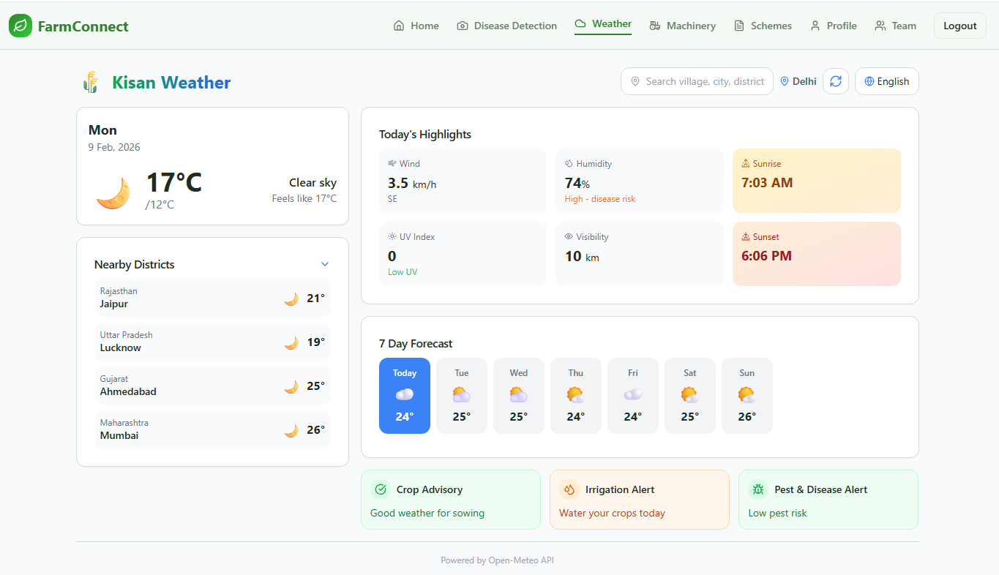 FarmConnect
Home
Disease Detection
Weather
Machinery
Schemes
Profile
Team
Logout
Kisan Weather
Search village, city, district
Delhi
English
Mon
9 Feb, 2026
17°C
/12°C
Clear sky
Feels like 17°C
Nearby Districts
Rajasthan
Jaipur
21°
Uttar Pradesh
Lucknow
19°
Gujarat
Ahmedabad
25°
Maharashtra
Mumbai
26°
Today's Highlights
Wind
3.5 km/h
SE
Humidity
74%
High - disease risk
Sunrise
7:03 AM
UV Index
0
Low UV
Visibility
10 km
Sunset
6:06 PM
7 Day Forecast
Today
24°
Tue
25°
Wed
25°
Thu
24°
Fri
24°
Sat
25°
Sun
26°
Crop Advisory
Good weather for sowing
Irrigation Alert
Water your crops today
Pest & Disease Alert
Low pest risk
Powered by Open-Meteo API